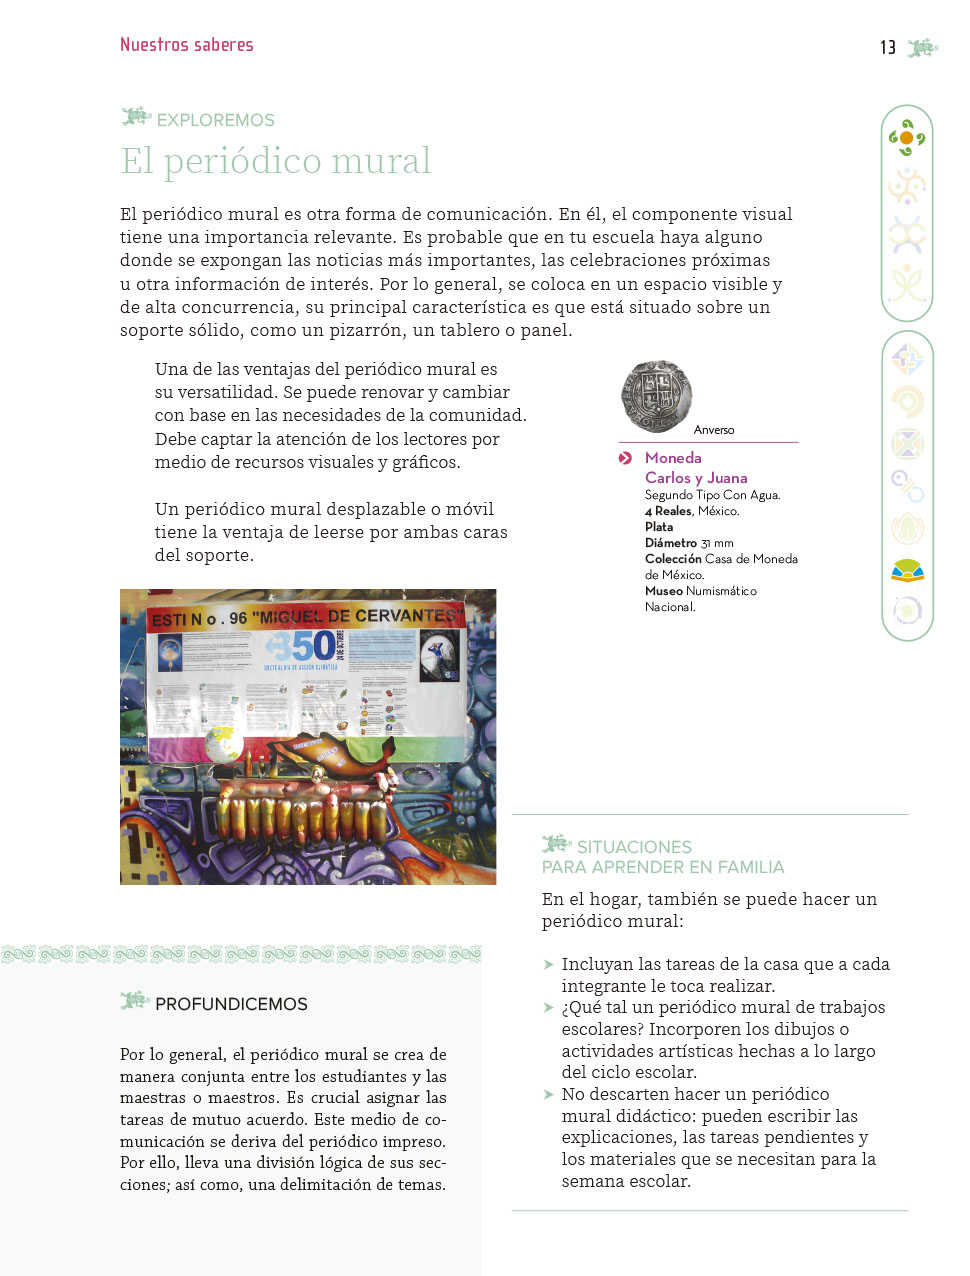 Nuestros saberes
13
EXPLOREMOS
El periódico mural
El periódico mural es otra forma de comunicación. En él, el componente visual
tiene una importancia relevante. Es probable que en tu escuela haya alguno
donde se expongan las noticias más importantes, las celebraciones próximas
u otra información de interés. Por lo general, se coloca en un espacio visible y
de alta concurrencia, su principal característica es que está situado sobre un
soporte sólido, como un pizarrón, un tablero o panel.
Una de las ventajas del periódico mural es
su versatilidad. Se puede renovar y cambiar
con base en las necesidades de la comunidad.
Debe captar la atención de los lectores por
medio de recursos visuales y gráficos.
Un periódico mural desplazable o móvil
tiene la ventaja de leerse por ambas caras
del soporte.
Anverso
Moneda
Carlos y Juana
Segundo Tipo Con Agua.
4 Reales, México.
Plata
Diámetro 31 mm
Colección Casa de Moneda
de México.
Museo Numismático
Nacional.
ESTI N o . 96 "MIGUEL DE CERVANTES"
350
24 DE OCTUBRE
UNETE AL DIA DE ACCIÓN CLIMÁTICA
SITUACIONES
PARA APRENDER EN FAMILIA
En el hogar, también se puede hacer un
periódico mural:
Incluyan las tareas de la casa que a cada
integrante le toca realizar.
¿Qué tal un periódico mural de trabajos
escolares? Incorporen los dibujos o
actividades artísticas hechas a lo largo
del ciclo escolar.
No descarten hacer un periódico
mural didáctico: pueden escribir las
explicaciones, las tareas pendientes y
los materiales que se necesitan para la
semana escolar.
PROFUNDICEMOS
Por lo general, el periódico mural se crea de
manera conjunta entre los estudiantes y las
maestras o maestros. Es crucial asignar las
tareas de mutuo acuerdo. Este medio de co-
municación se deriva del periódico impreso.
Por ello, lleva una división lógica de sus sec-
ciones; así como, una delimitación de temas.